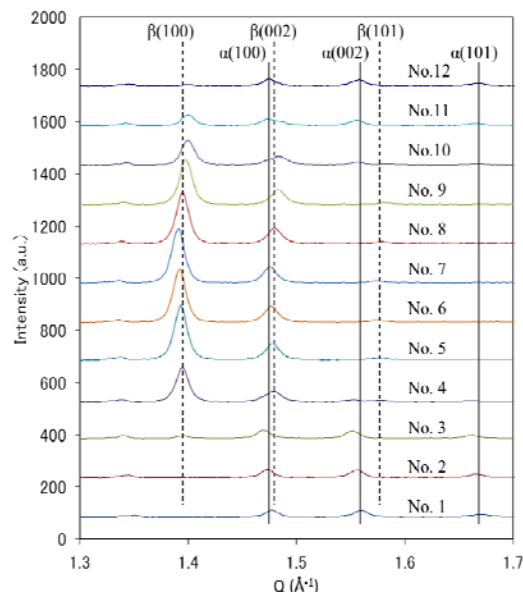 β(100) β(002) β(101)
α(100) α(002) α(101)
2000
1800
1600
1400
1200
1000
800
600
400
200
0
Intensity (a.u.)
No.12
No.11
No.10
No. 9
No. 8
No. 7
No. 6
No. 5
No. 4
No. 3
No. 2
No. 1
1.3 1.4 1.5 1.6 1.7
Q (Å⁻¹)